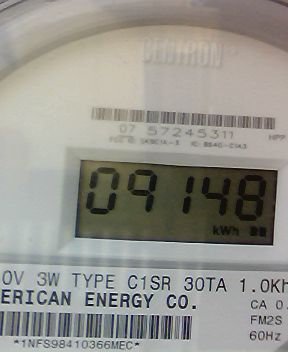 CENTRON
07 57245311
09148
kWh
0V 3W TYPE C1SR 30TA 1.0Kh
ERICAN ENERGY CO.
CA 0.
FM2S
60Hz
*1NFS98410366MEC*